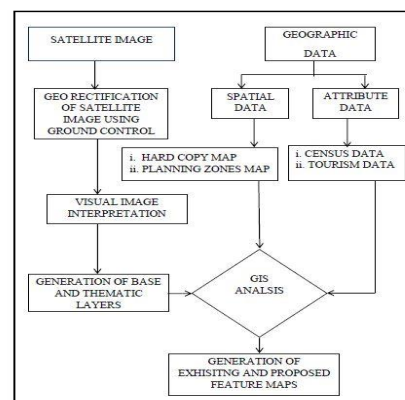 SATELLITE IMAGE
GEOGRAPHIC
DATA
GEO RECTIFICATION
OF SATELLITE
IMAGE USING
GROUND CONTROL
SPATIAL
DATA
ATTRIBUTE
DATA
i. HARD COPY MAP
ii. PLANNING ZONES MAP
i. CENSUS DATA
ii. TOURISM DATA
VISUAL IMAGE
INTERPRETATION
GENERATION OF BASE
AND THEMATIC
LAYERS
GIS
ANALSIS
GENERATION OF
EXHISITNG AND PROPOSED
FEATURE MAPS